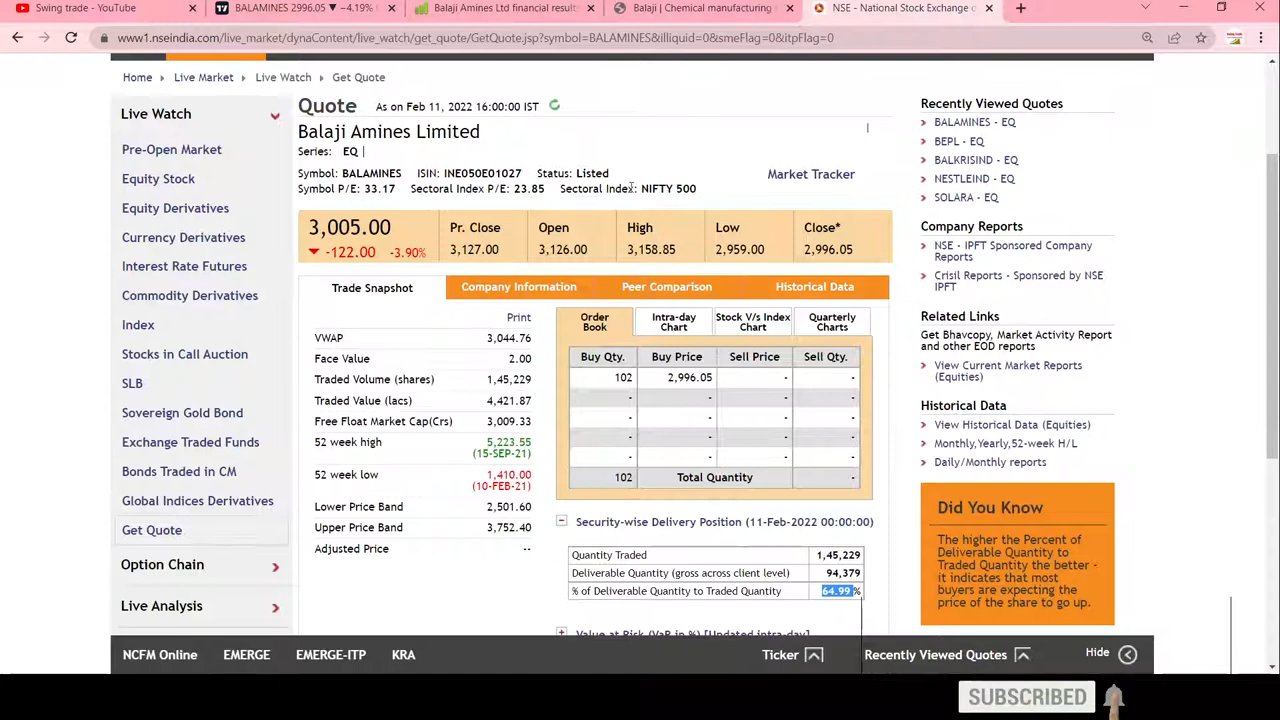 Swing trade - YouTube
BALAMINES 2996.05 ▼ −4.19%
Balaji Amines Ltd financial result
Balaji | Chemical manufacturing
NSE - National Stock Exchange o
www1.nseindia.com/live_market/dynaContent/live_watch/get_quote/GetQuote.jsp?symbol=BALAMINES&illiquid=0&smeFlag=0&itpFlag=0
Home Live Market Live Watch Get Quote
Live Watch
Pre-Open Market
Equity Stock
Equity Derivatives
Currency Derivatives
Interest Rate Futures
Commodity Derivatives
Index
Stocks in Call Auction
SLB
Sovereign Gold Bond
Exchange Traded Funds
Bonds Traded in CM
Global Indices Derivatives
Get Quote
Option Chain
Live Analysis
Quote As on Feb 11, 2022 16:00:00 IST
Balaji Amines Limited
Series: EQ |
Symbol: BALAMINES ISIN: INE050E01027 Status: Listed
Symbol P/E: 33.17 Sectoral Index P/E: 23.85 Sectoral Index: NIFTY 500
Market Tracker
3,005.00 Pr. Close Open High Low Close*
-122.00 -3.90% 3,127.00 3,126.00 3,158.85 2,959.00 2,996.05
Trade Snapshot Company Information Peer Comparison Historical Data
Print
VWAP 3,044.76
Face Value 2.00
Traded Volume (shares) 1,45,229
Traded Value (lacs) 4,421.87
Free Float Market Cap(Crs) 3,009.33
52 week high 5,223.55
(15-SEP-21)
52 week low 1,410.00
(10-FEB-21)
Lower Price Band 2,501.60
Upper Price Band 3,752.40
Adjusted Price --
Order Book Intra-day Chart Stock V/s Index Chart Quarterly Charts
Buy Qty. Buy Price Sell Price Sell Qty.
102 2,996.05 - -
- - - -
- - - -
- - - -
- - - -
102 Total Quantity -
Security-wise Delivery Position (11-Feb-2022 00:00:00)
Quantity Traded 1,45,229
Deliverable Quantity (gross across client level) 94,379
% of Deliverable Quantity to Traded Quantity 64.99 %
Value at Risk (VaR in %) [Updated intra-day]
Recently Viewed Quotes
BALAMINES - EQ
BEPL - EQ
BALKRISIND - EQ
NESTLEIND - EQ
SOLARA - EQ
Company Reports
NSE - IPFT Sponsored Company
Reports
Crisil Reports - Sponsored by NSE
IPFT
Related Links
Get Bhavcopy, Market Activity Report
and other EOD reports
View Current Market Reports
(Equities)
Historical Data
View Historical Data (Equities)
Monthly,Yearly,52-week H/L
Daily/Monthly reports
Did You Know
The higher the Percent of
Deliverable Quantity to
Traded Quantity the better -
it indicates that most
buyers are expecting the
price of the share to go up.
NCFM Online EMERGE EMERGE-ITP KRA Ticker Recently Viewed Quotes Hide
SUBSCRIBED